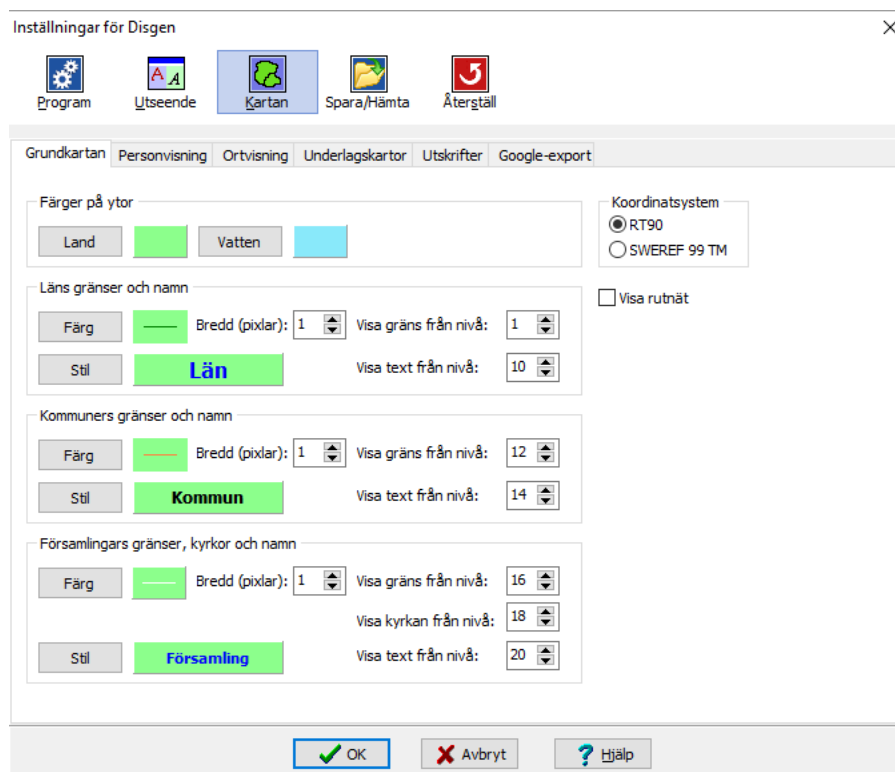 Inställningar för Disgen
Program Utseende Kartan Spara/Hämta Återställ
Grundkartan Personvisning Ortvisning Underlagskartor Utskrifter Google-export
Färger på ytor
Land Vatten
Koordinatsystem
RT90
SWEREF 99 TM
Visa rutnät
Läns gränser och namn
Färg Bredd (pixlar): 1 Visa gräns från nivå: 1
Stil Län Visa text från nivå: 10
Kommuners gränser och namn
Färg Bredd (pixlar): 1 Visa gräns från nivå: 12
Stil Kommun Visa text från nivå: 14
Församlingars gränser, kyrkor och namn
Färg Bredd (pixlar): 1 Visa gräns från nivå: 16
Visa kyrkan från nivå: 18
Stil Församling Visa text från nivå: 20
OK Avbryt Hjälp